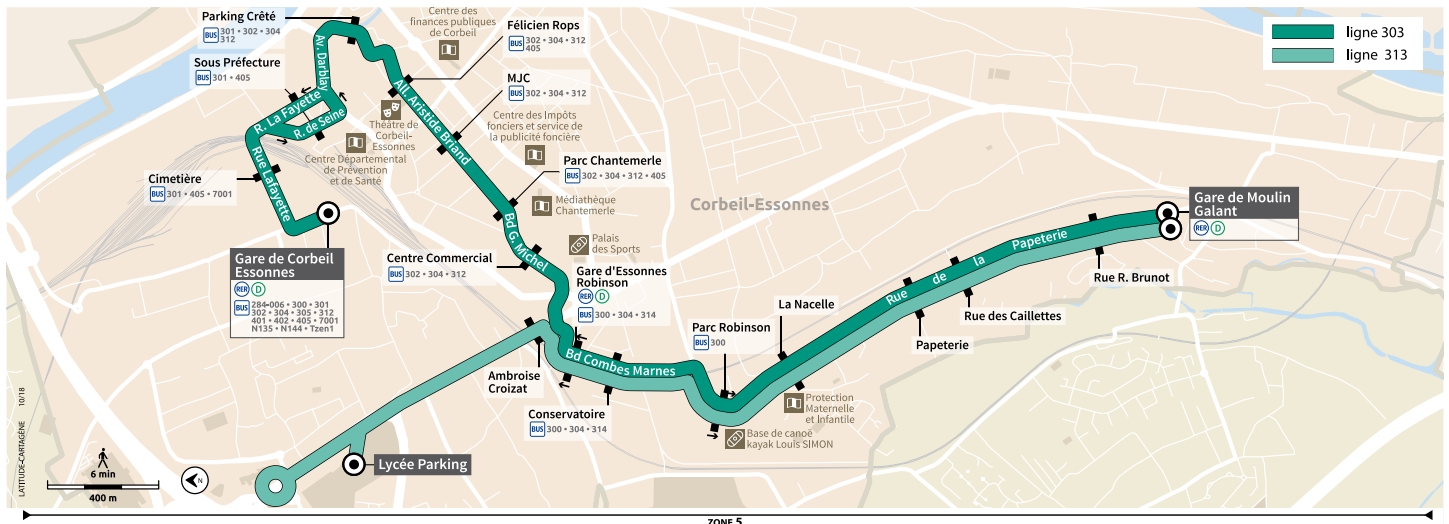 Parking Crêté
BUS 301 • 302 • 304
312
Sous Préfecture
BUS 301 • 405
Cimetière
BUS 301 • 405 • 7001
Gare de Corbeil
Essonnes
RER D
BUS 284-006 • 300 • 301
302 • 304 • 305 • 312
401 • 402 • 405 • 7001
N135 • N144 • Tzen1
Av. Darblay
R. La Fayette
R. de Seine
Rue Lafayette
Centre des
finances publiques
de Corbeil
Félicien Rops
BUS 302 • 304 • 312
405
MJC
BUS 302 • 304 • 312
All. Aristide Briand
Théâtre de
Corbeil-
Essonnes
Centre Départemental
de Prévention
et de Santé
Centre des Impôts
fonciers et service de
la publicité foncière
Parc Chantemerle
BUS 302 • 304 • 312 • 405
Médiathèque
Chantemerle
Bd G. Michel
Palais
des Sports
Centre Commercial
BUS 302 • 304 • 312
Gare d'Essonnes
Robinson
RER D
BUS 300 • 304 • 314
Corbeil-Essonnes
ligne 303
ligne 313
Gare de Moulin
Galant
RER D
Rue de la Papeterie
Rue R. Brunot
Rue des Caillettes
Papeterie
La Nacelle
Parc Robinson
BUS 300
Bd Combes Marnes
Ambroise
Croizat
Conservatoire
BUS 300 • 304 • 314
Protection
Maternelle
et Infantile
Base de canoë
kayak Louis SIMON
Lycée Parking
LATITUDE-CARTAGÈNE 10/18
6 min
400 m
N
ZONE 5